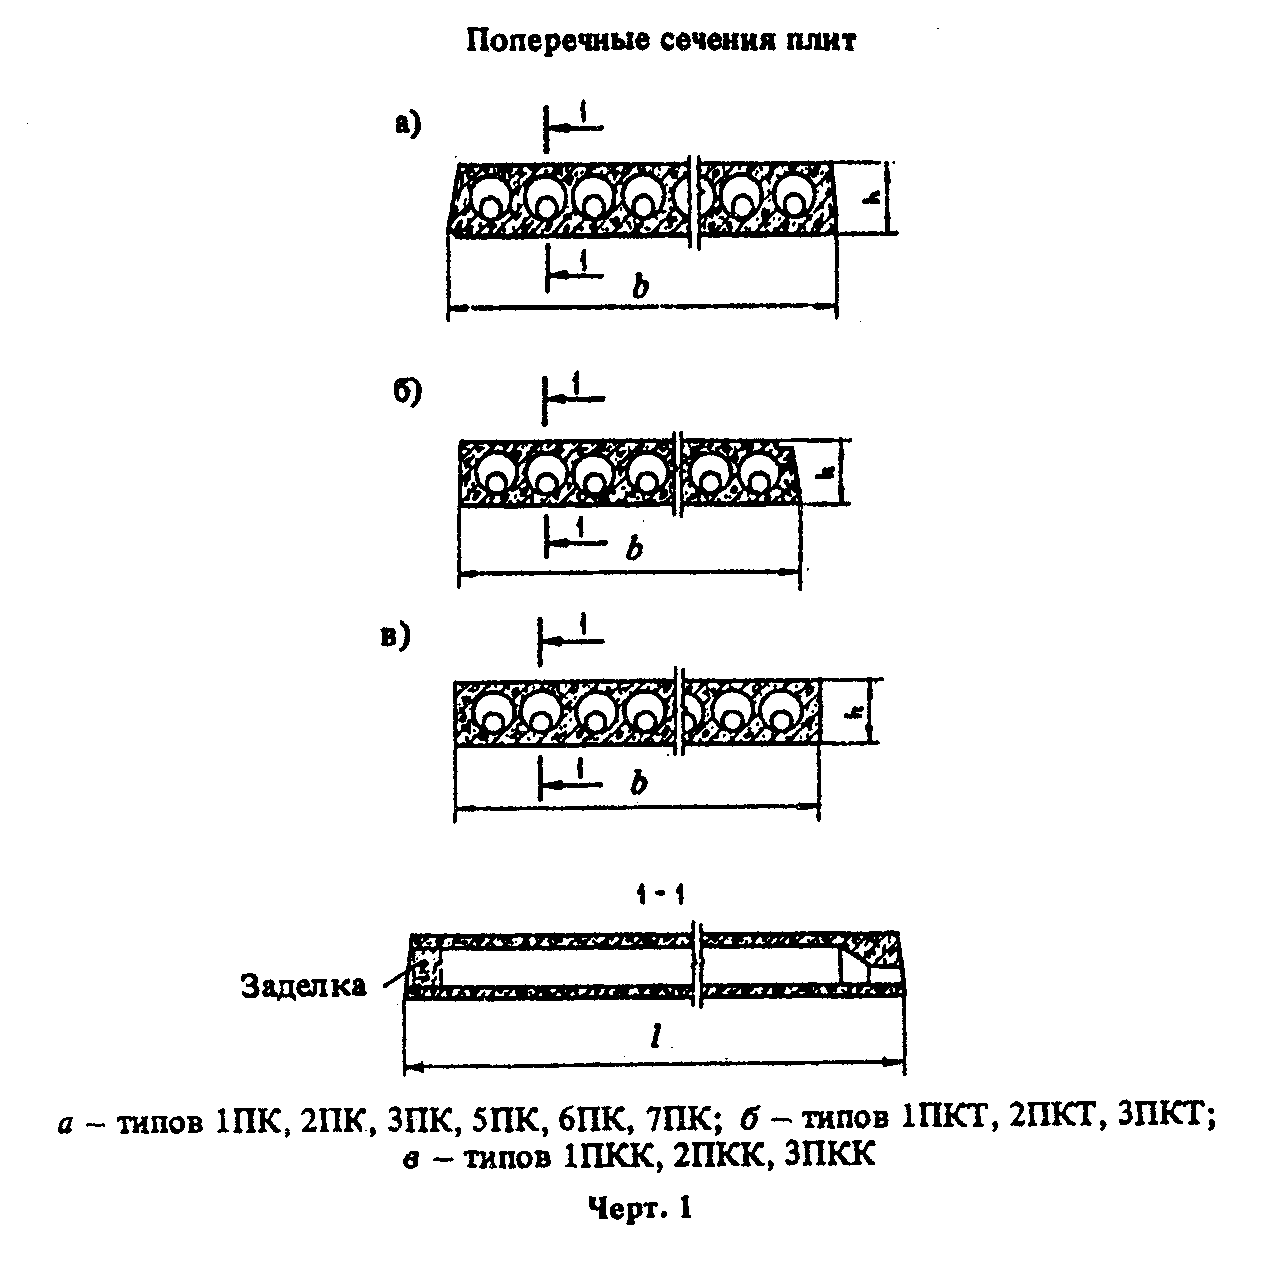 Поперечные сечения плит
а)
1
h
1
b
б)
1
h
1
b
в)
1
h
1
b
1 - 1
Заделка
l
а – типов 1ПК, 2ПК, 3ПК, 5ПК, 6ПК, 7ПК; б – типов 1ПКТ, 2ПКТ, 3ПКТ;
в – типов 1ПКК, 2ПКК, 3ПКК
Черт. 1